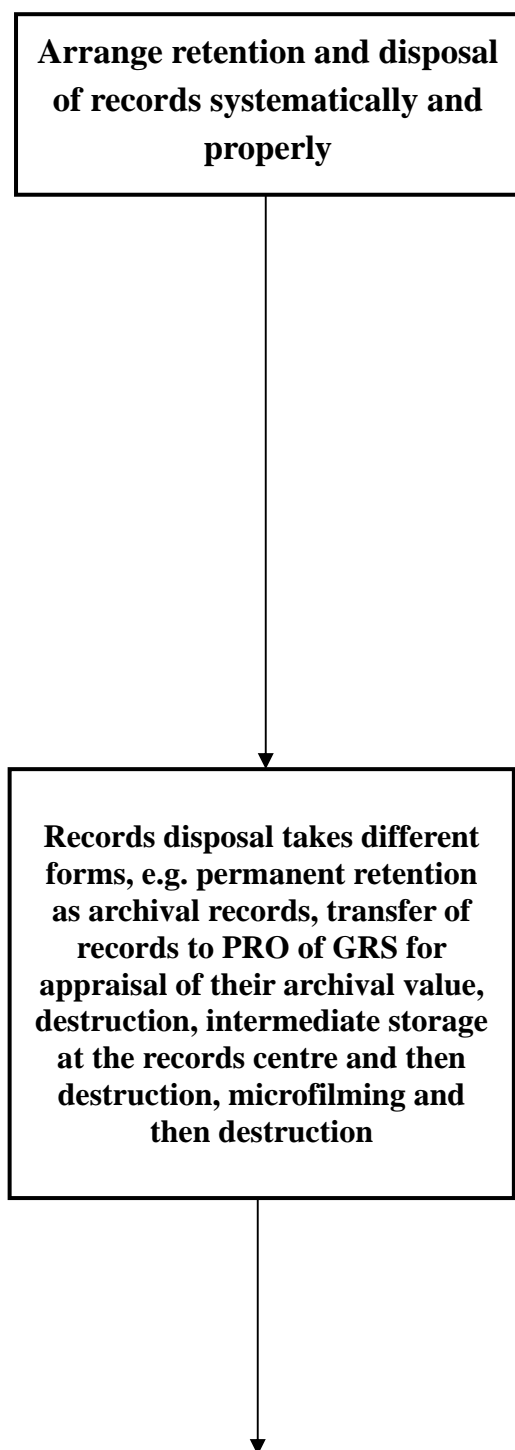 Arrange retention and disposal
of records systematically and
properly
Records disposal takes different
forms, e.g. permanent retention
as archival records, transfer of
records to PRO of GRS for
appraisal of their archival value,
destruction, intermediate storage
at the records centre and then
destruction, microfilming and
then destruction